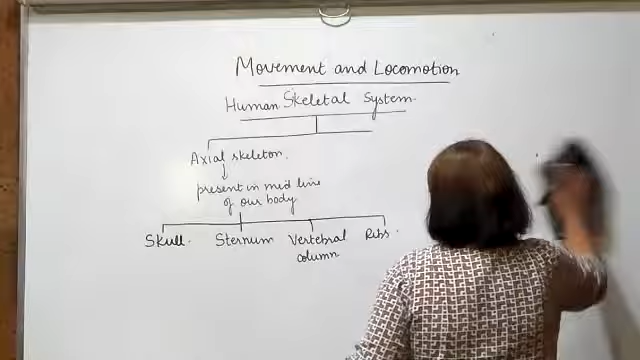 Movement and Locomotion
Human Skeletal System.
Axial skeleton.
present in mid line
of our body
Skull. Sternum Vertebral Ribs.
column